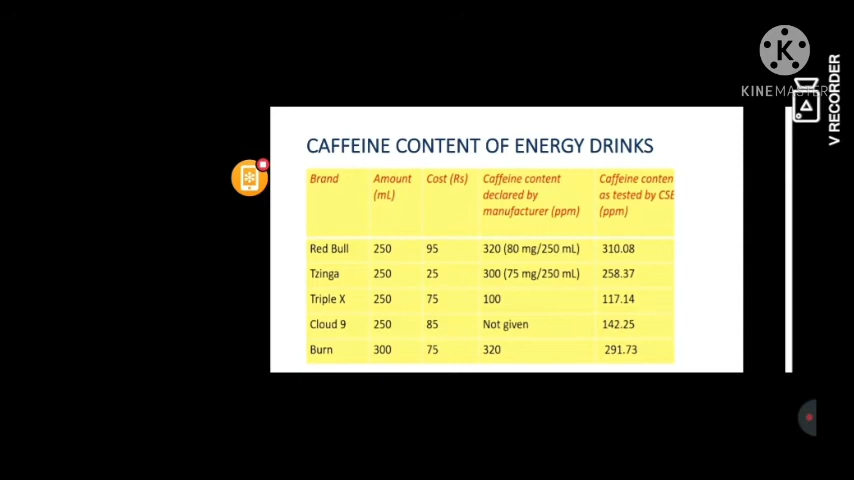 KINEMASTER
V RECORDER
CAFFEINE CONTENT OF ENERGY DRINKS
Brand Amount (mL) Cost (Rs) Caffeine content declared by manufacturer (ppm) Caffeine conten as tested by CSE (ppm)
Red Bull 250 95 320 (80 mg/250 mL) 310.08
Tzinga 250 25 300 (75 mg/250 mL) 258.37
Triple X 250 75 100 117.14
Cloud 9 250 85 Not given 142.25
Burn 300 75 320 291.73